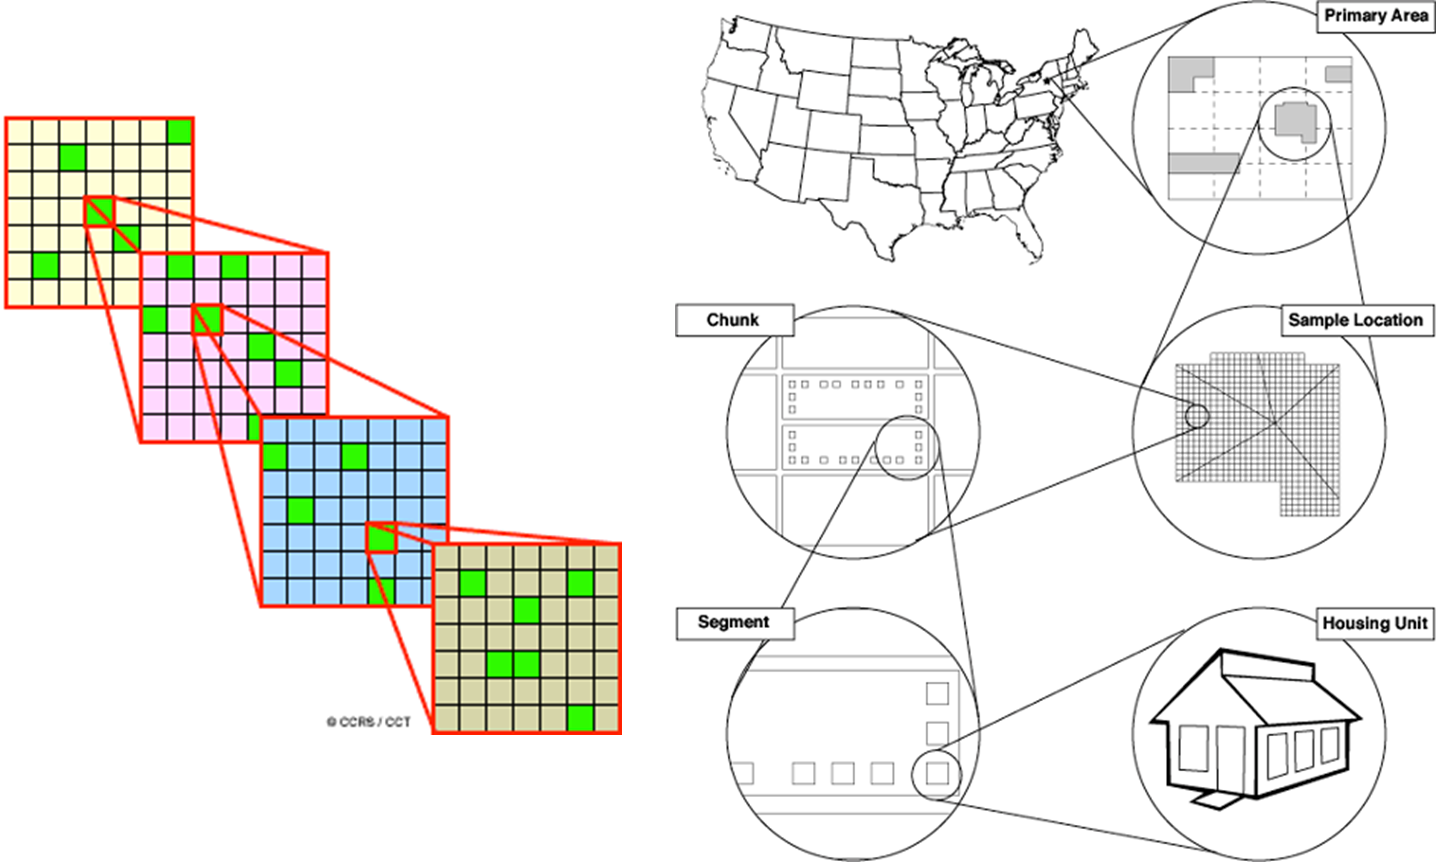 Primary Area
Chunk
Sample Location
Segment
Housing Unit
© CCRS / CCT